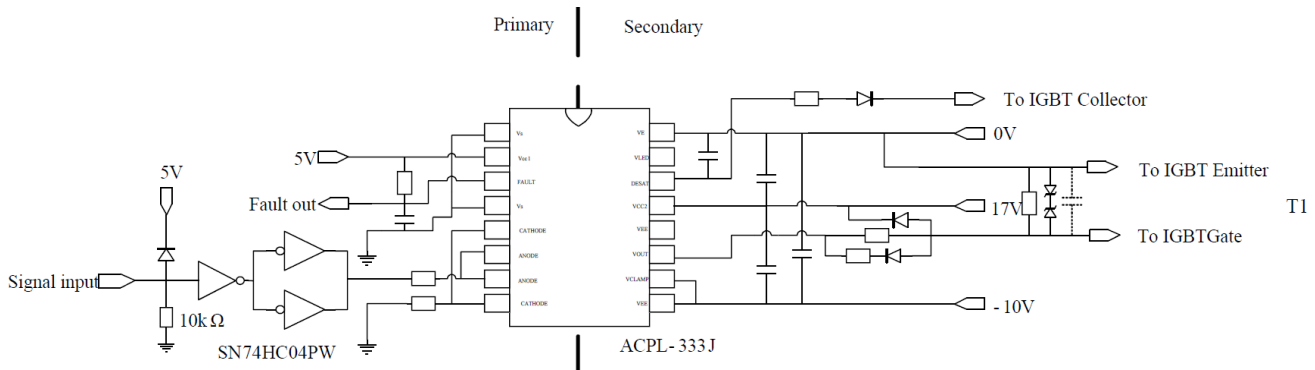 Primary
Secondary
To IGBT Collector
0V
To IGBT Emitter
17V
T1
To IGBTGate
-10V
5V
5V
Fault out
Signal input
10kΩ
SN74HC04PW
ACPL-333J
Vs
Vcc1
FAULT
Vs
CATHODE
ANODE
ANODE
CATHODE
VE
VLED
DESAT
VCC2
VEE
VOUT
VCLAMP
VEE